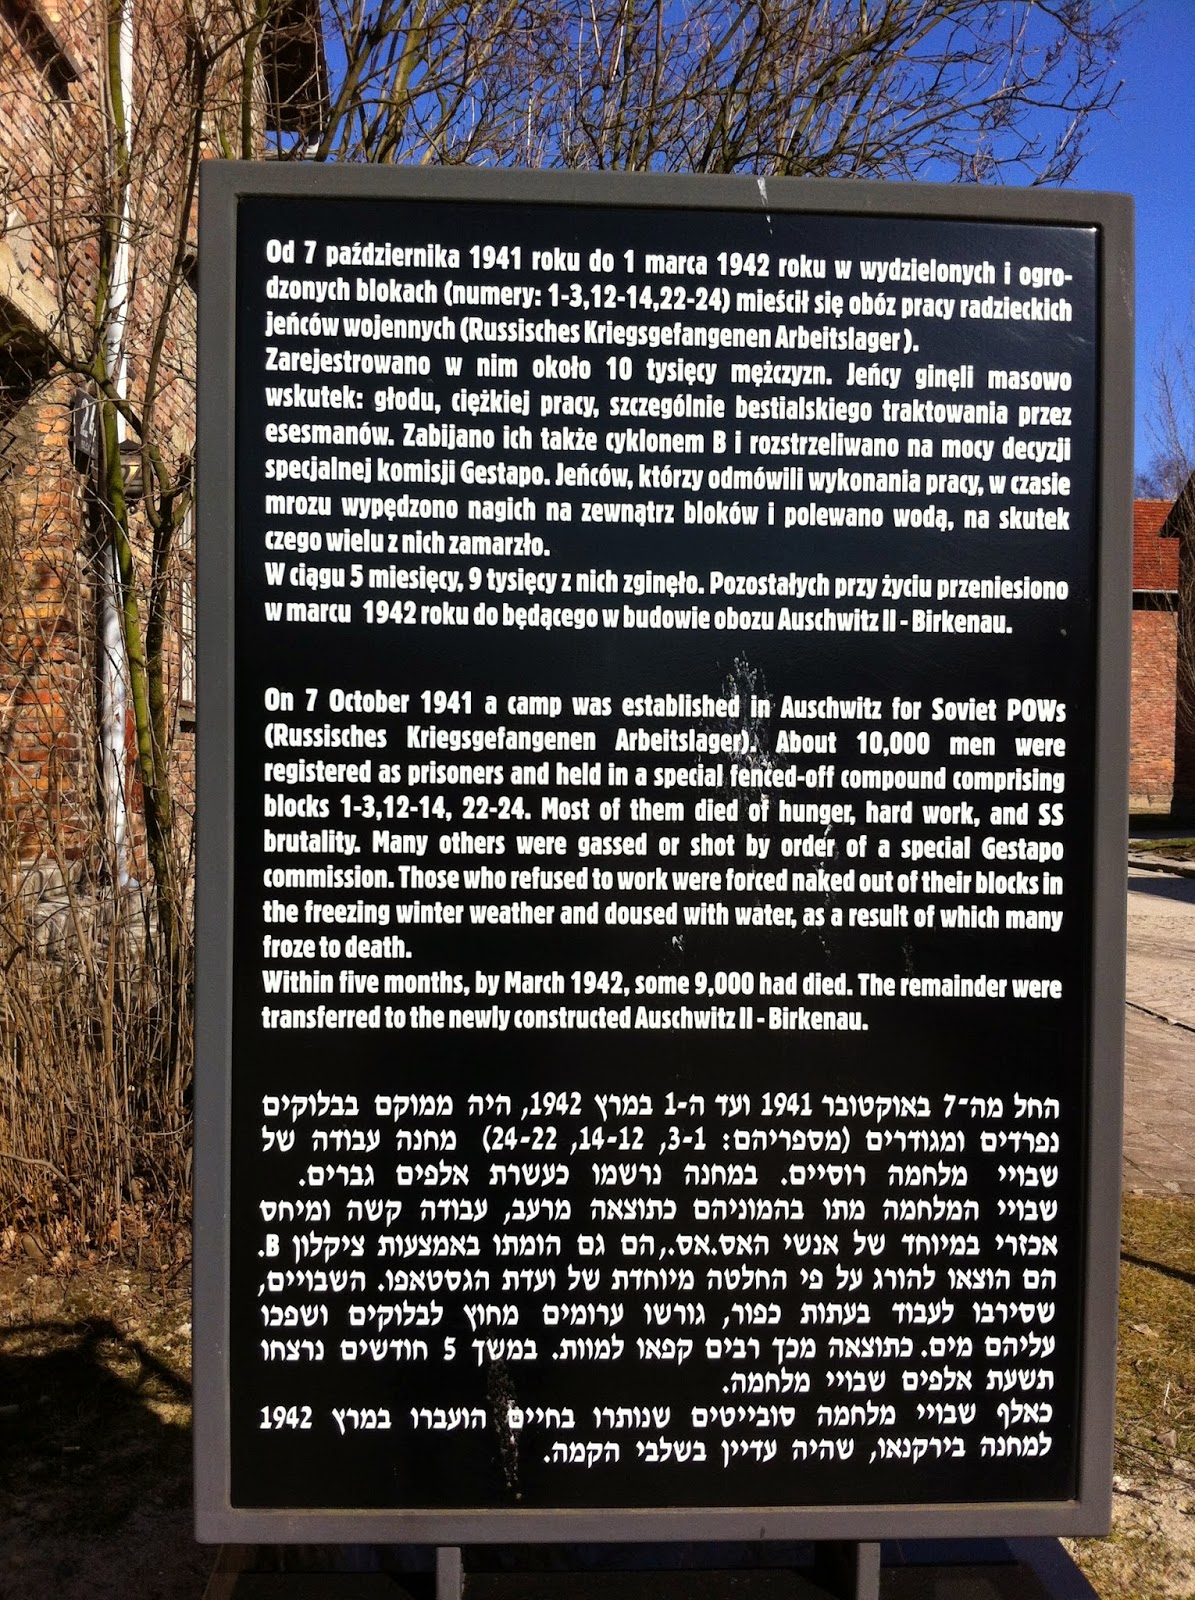 Od 7 października 1941 roku do 1 marca 1942 roku w wydzielonych i ogro-
dzonych blokach (numery: 1-3,12-14,22-24) mieścił się obóz pracy radzieckich
jeńców wojennych (Russisches Kriegsgefangenen Arbeitslager ).
Zarejestrowano w nim około 10 tysięcy mężczyzn. Jeńcy ginęli masowo
wskutek: głodu, ciężkiej pracy, szczególnie bestialskiego traktowania przez
esesmanów. Zabijano ich także cyklonem B i rozstrzeliwano na mocy decyzji
specjalnej komisji Gestapo. Jeńców, którzy odmówili wykonania pracy, w czasie
mrozu wypędzono nagich na zewnątrz bloków i polewano wodą, na skutek
czego wielu z nich zamarzło.
W ciągu 5 miesięcy, 9 tysięcy z nich zginęło. Pozostałych przy życiu przeniesiono
w marcu 1942 roku do będącego w budowie obozu Auschwitz II - Birkenau.
On 7 October 1941 a camp was established in Auschwitz for Soviet POWs
(Russisches Kriegsgefangenen Arbeitslager). About 10,000 men were
registered as prisoners and held in a special fenced-off compound comprising
blocks 1-3,12-14, 22-24. Most of them died of hunger, hard work, and SS
brutality. Many others were gassed or shot by order of a special Gestapo
commission. Those who refused to work were forced naked out of their blocks in
the freezing winter weather and doused with water, as a result of which many
froze to death.
Within five months, by March 1942, some 9,000 had died. The remainder were
transferred to the newly constructed Auschwitz II - Birkenau.
החל מה־7 באוקטובר 1941 ועד ה-1 במרץ 1942, היה ממוקם בבלוקים
נפרדים ומגודרים (מספריהם: 3-1, 14-12, 24-22) מחנה עבודה של
שבויי מלחמה רוסיים. במחנה נרשמו כעשרת אלפים גברים.
שבויי המלחמה מתו בהמוניהם כתוצאה מרעב, עבודה קשה ומיחס
אכזרי במיוחד של אנשי האס.אס., הם גם הומתו באמצעות ציקלון B.
הם הוצאו להורג על פי החלטה מיוחדת של ועדת הגסטאפו. השבויים,
שסירבו לעבוד בעתות כפור, גורשו ערומים מחוץ לבלוקים ושפכו
עליהם מים. כתוצאה מכך רבים קפאו למוות. במשך 5 חודשים נרצחו
תשעת אלפים שבויי מלחמה.
כאלף שבויי מלחמה סובייטים שנותרו בחיים הועברו במרץ 1942
למחנה בירקנאו, שהיה עדיין בשלבי הקמה.